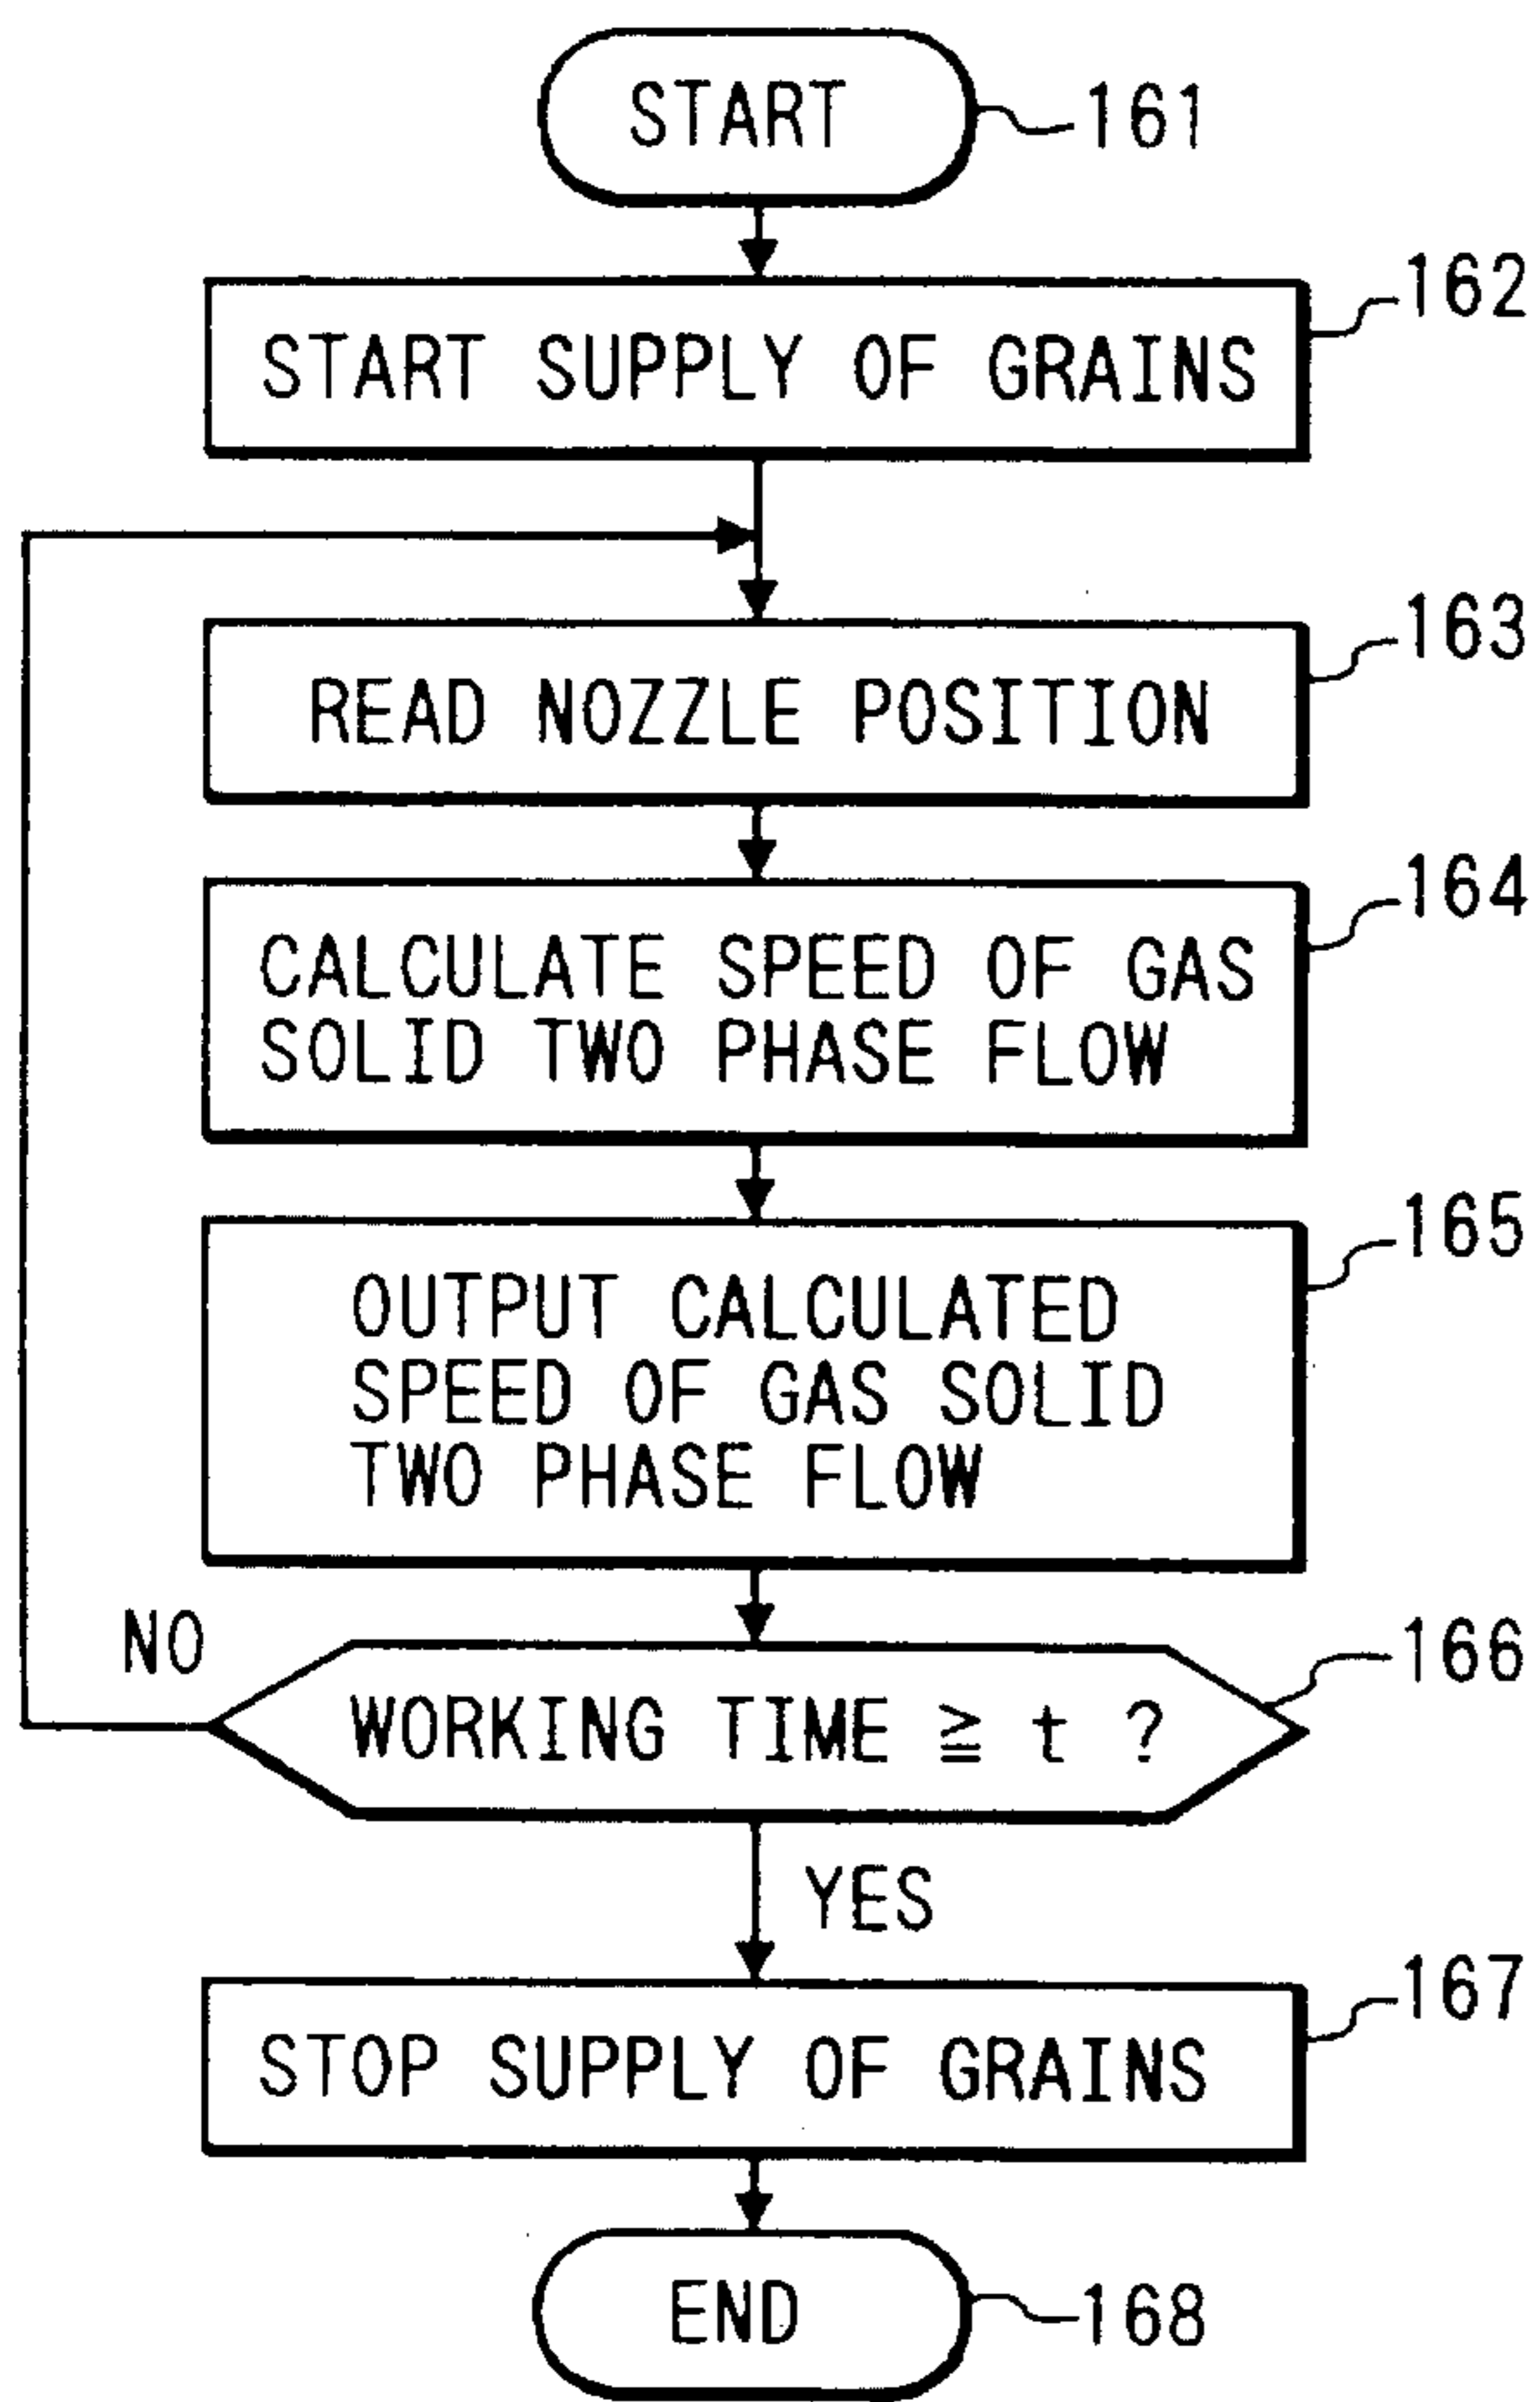 START
161
START SUPPLY OF GRAINS
162
READ NOZZLE POSITION
163
CALCULATE SPEED OF GAS
SOLID TWO PHASE FLOW
164
OUTPUT CALCULATED
SPEED OF GAS SOLID
TWO PHASE FLOW
165
NO
WORKING TIME ≧ t ?
166
YES
STOP SUPPLY OF GRAINS
167
END
168